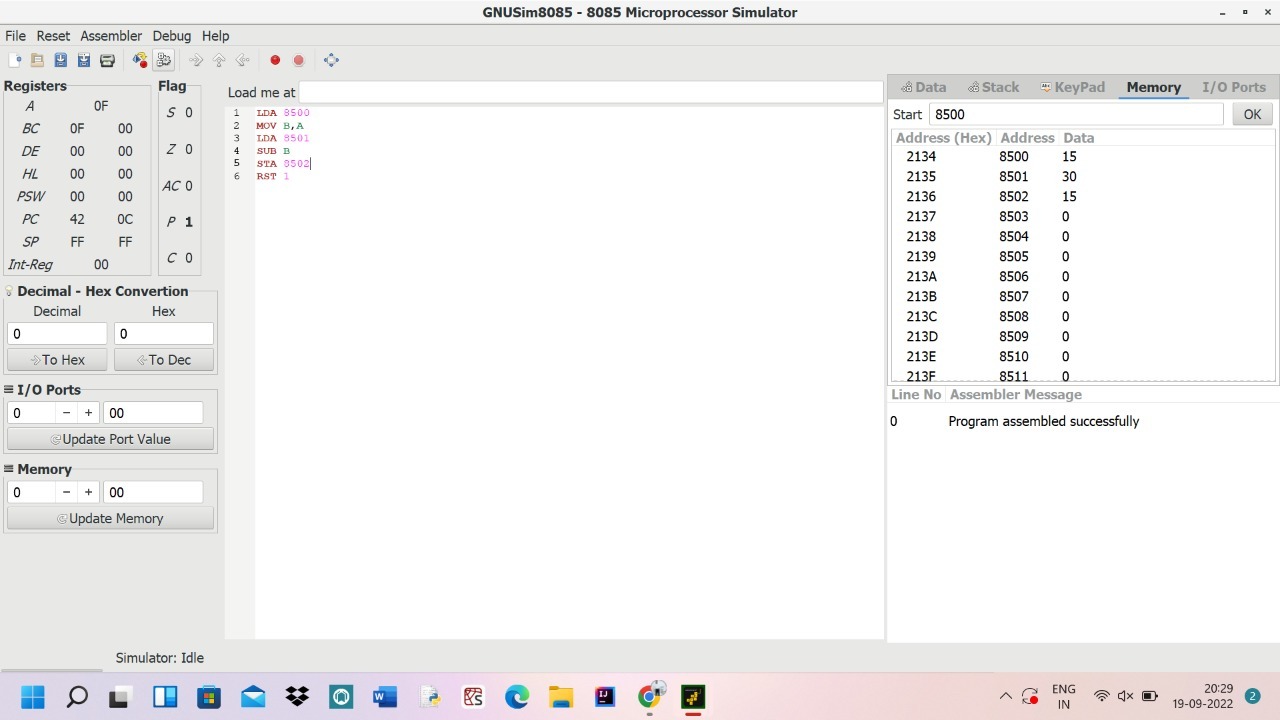 GNUSim8085 - 8085 Microprocessor Simulator
File Reset Assembler Debug Help
Registers
A 0F
BC 0F 00
DE 00 00
HL 00 00
PSW 00 00
PC 42 0C
SP FF FF
Int-Reg 00
Flag
S 0
Z 0
AC 0
P 1
C 0
Decimal - Hex Convertion
Decimal Hex
0 0
To Hex To Dec
I/O Ports
0 − + 00
Update Port Value
Memory
0 − + 00
Update Memory
Load me at
1 LDA 8500
2 MOV B,A
3 LDA 8501
4 SUB B
5 STA 8502
6 RST 1
Data Stack KeyPad Memory I/O Ports
Start 8500 OK
Address (Hex) Address Data
2134 8500 15
2135 8501 30
2136 8502 15
2137 8503 0
2138 8504 0
2139 8505 0
213A 8506 0
213B 8507 0
213C 8508 0
213D 8509 0
213E 8510 0
213F 8511 0
Line No Assembler Message
0 Program assembled successfully
Simulator: Idle
ENG
IN
20:29
19-09-2022
2